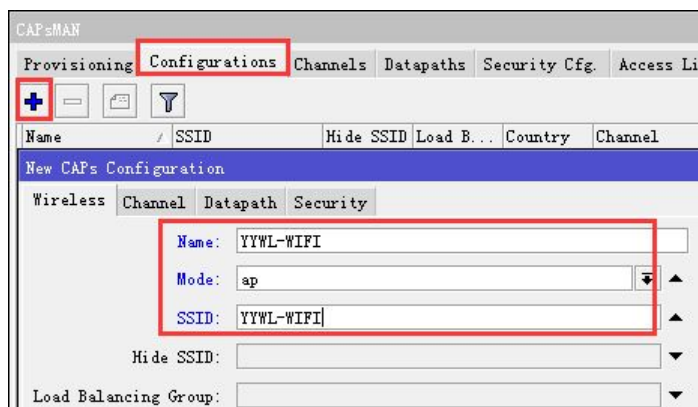 CAPsMAN
Provisioning Configurations Channels Datapaths Security Cfg. Access Li
Name SSID Hide SSID Load B... Country Channel
New CAPs Configuration
Wireless Channel Datapath Security
Name: YYWL-WIFI
Mode: ap
SSID: YYWL-WIFI
Hide SSID:
Load Balancing Group: